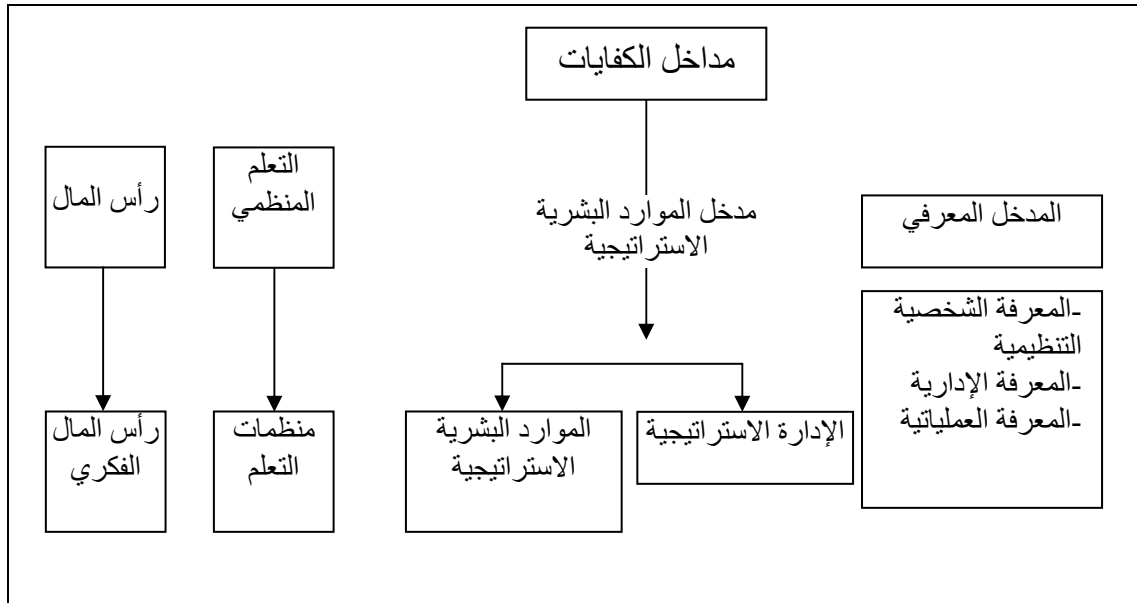 مداخل الكفايات
المدخل المعرفي
-المعرفة الشخصية
التنظيمية
-المعرفة الإدارية
-المعرفة العملياتية
مدخل الموارد البشرية
الاستراتيجية
الإدارة الاستراتيجية
الموارد البشرية
الاستراتيجية
التعلم
المنظمي
منظمات
التعلم
رأس المال
رأس المال
الفكري